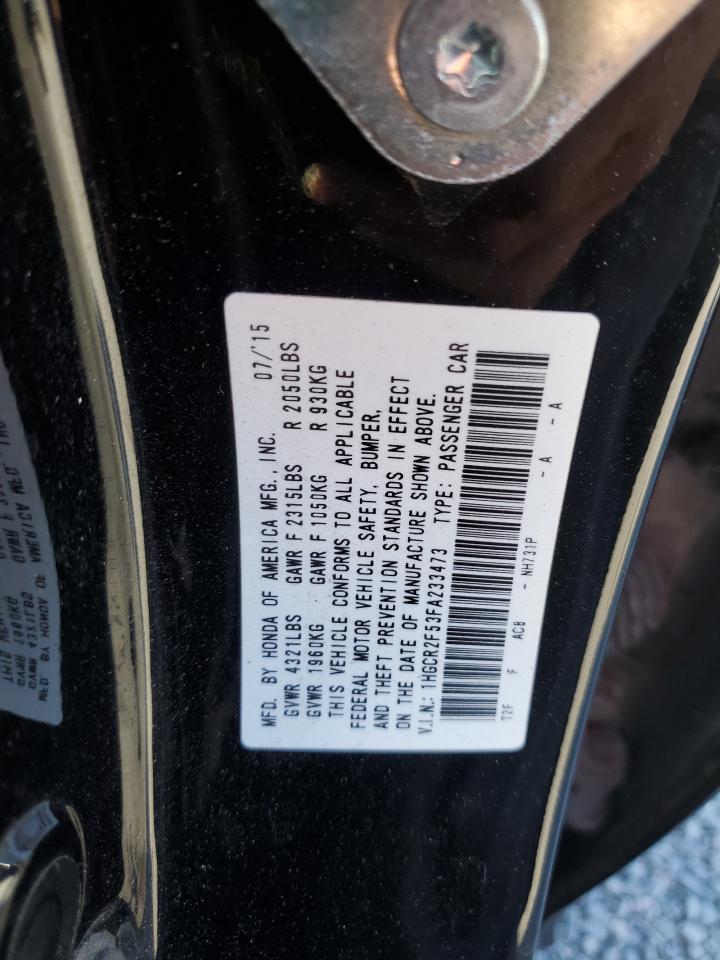 MFD. BY HONDA OF AMERICA MFG., INC. 07/'15
GVWR 4321LBS GAWR F 2315LBS R 2050LBS
GVWR 1960KG GAWR F 1050KG R 930KG
THIS VEHICLE CONFORMS TO ALL APPLICABLE
FEDERAL MOTOR VEHICLE SAFETY, BUMPER,
AND THEFT PREVENTION STANDARDS IN EFFECT
ON THE DATE OF MANUFACTURE SHOWN ABOVE.
V.I.N.: 1HGCR2F53FA233473 TYPE: PASSENGER CAR
T2F F AC8 - NH731P - A - A